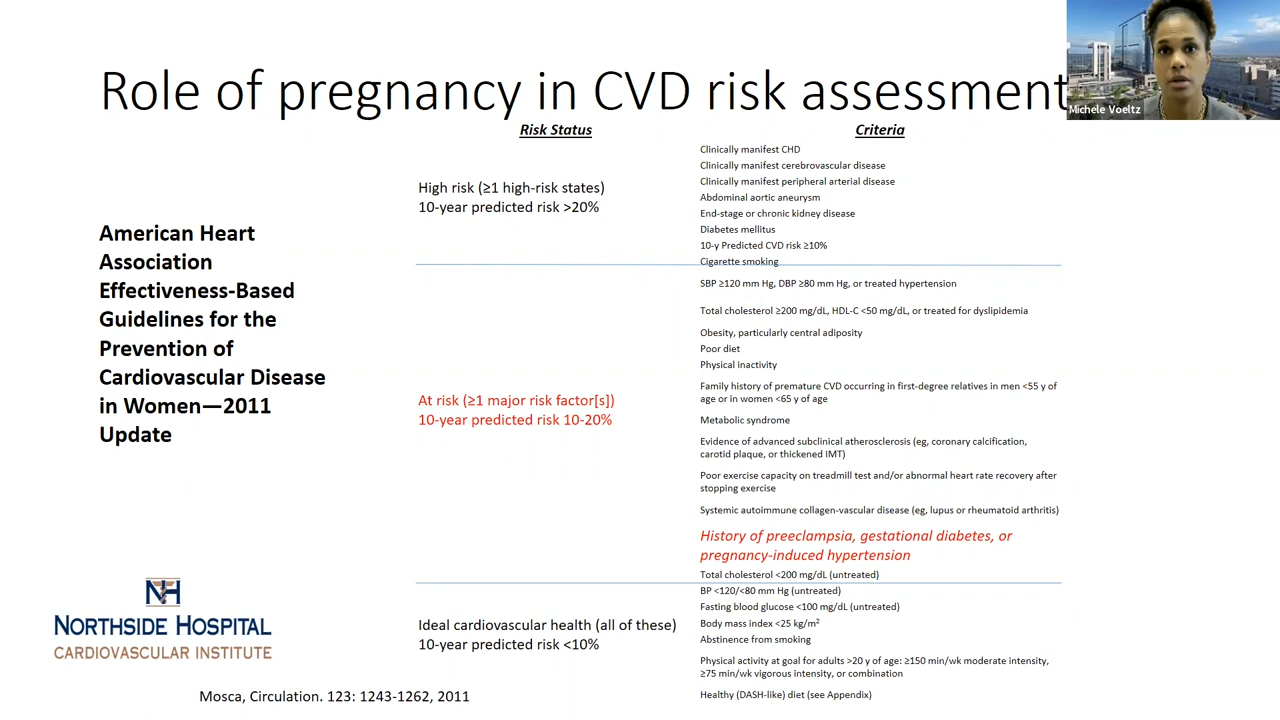 Role of pregnancy in CVD risk assessment
Michele Voeltz
Risk Status
Criteria
American Heart
Association
Effectiveness-Based
Guidelines for the
Prevention of
Cardiovascular Disease
in Women—2011
Update
High risk (≥1 high-risk states)
10-year predicted risk >20%
Clinically manifest CHD
Clinically manifest cerebrovascular disease
Clinically manifest peripheral arterial disease
Abdominal aortic aneurysm
End-stage or chronic kidney disease
Diabetes mellitus
10-y Predicted CVD risk ≥10%
Cigarette smoking
At risk (≥1 major risk factor[s])
10-year predicted risk 10-20%
SBP ≥120 mm Hg, DBP ≥80 mm Hg, or treated hypertension
Total cholesterol ≥200 mg/dL, HDL-C <50 mg/dL, or treated for dyslipidemia
Obesity, particularly central adiposity
Poor diet
Physical inactivity
Family history of premature CVD occurring in first-degree relatives in men <55 y of
age or in women <65 y of age
Metabolic syndrome
Evidence of advanced subclinical atherosclerosis (eg, coronary calcification,
carotid plaque, or thickened IMT)
Poor exercise capacity on treadmill test and/or abnormal heart rate recovery after
stopping exercise
Systemic autoimmune collagen-vascular disease (eg, lupus or rheumatoid arthritis)
History of preeclampsia, gestational diabetes, or
pregnancy-induced hypertension
Ideal cardiovascular health (all of these)
10-year predicted risk <10%
Total cholesterol <200 mg/dL (untreated)
BP <120/<80 mm Hg (untreated)
Fasting blood glucose <100 mg/dL (untreated)
Body mass index <25 kg/m²
Abstinence from smoking
Physical activity at goal for adults >20 y of age: ≥150 min/wk moderate intensity,
≥75 min/wk vigorous intensity, or combination
Healthy (DASH-like) diet (see Appendix)
NH
NORTHSIDE HOSPITAL
CARDIOVASCULAR INSTITUTE
Mosca, Circulation. 123: 1243-1262, 2011